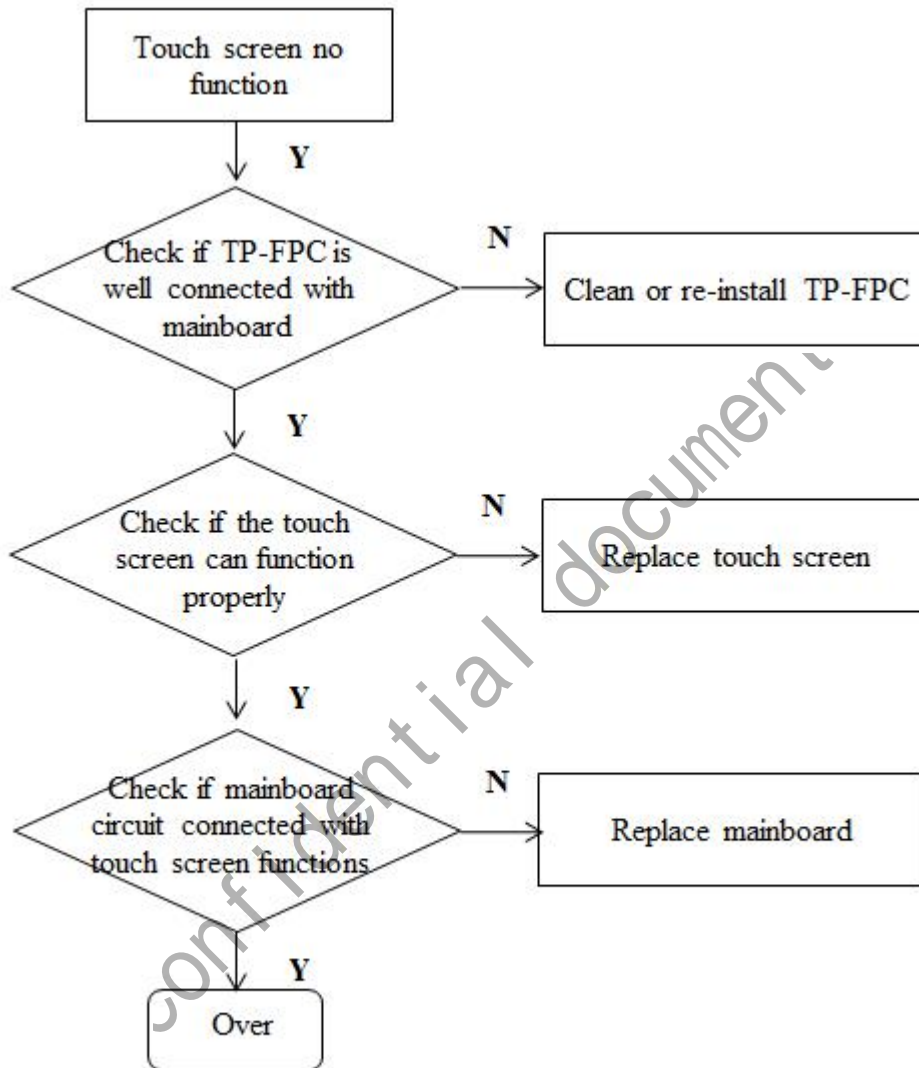 Touch screen no
function
Y
Check if TP-FPC is
well connected with
mainboard
N
Clean or re-install TP-FPC
Y
Check if the touch
screen can function
properly
N
Replace touch screen
Y
Check if mainboard
circuit connected with
touch screen functions
N
Replace mainboard
Y
Over
confidential document